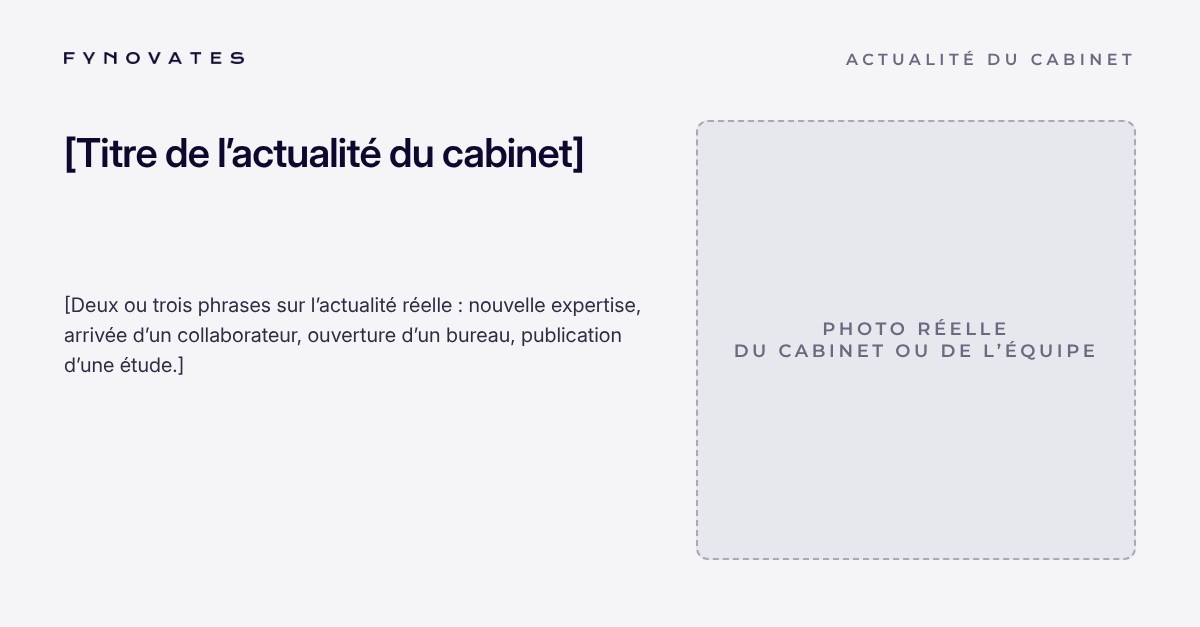 FYNOVATES
ACTUALITÉ DU CABINET
[Titre de l’actualité du cabinet]
[Deux ou trois phrases sur l’actualité réelle : nouvelle expertise,
arrivée d’un collaborateur, ouverture d’un bureau, publication
d’une étude.]
PHOTO RÉELLE
DU CABINET OU DE L’ÉQUIPE